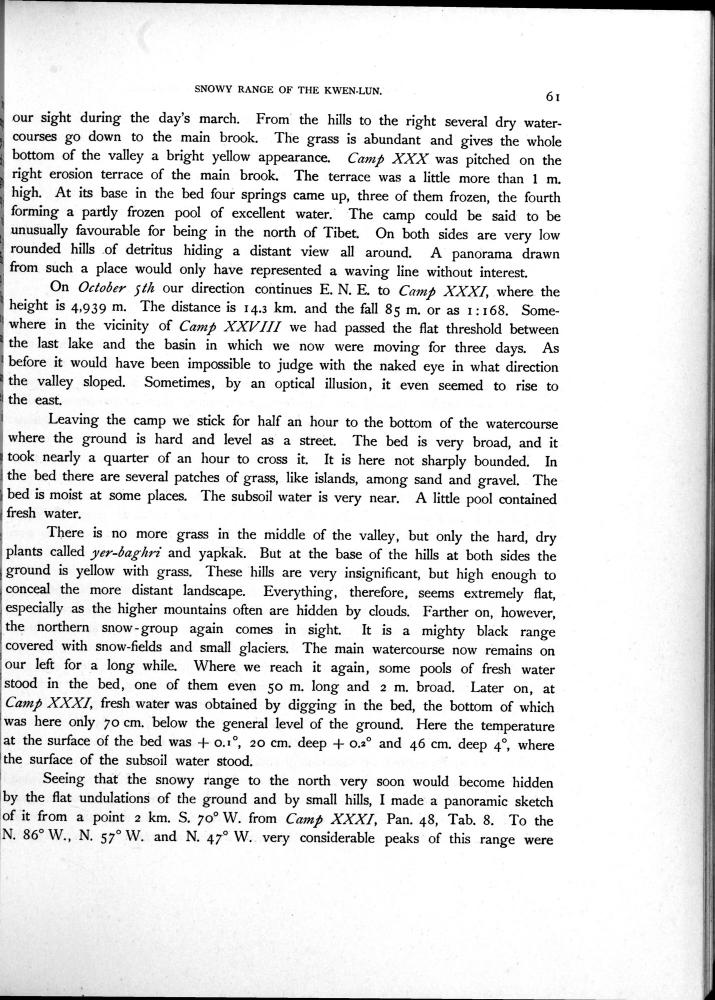 SNOWY RANGE OF THE KWEN-LUN.
61
our sight during the day's march. From the hills to the right several dry water-
courses go down to the main brook. The grass is abundant and gives the whole
bottom of the valley a bright yellow appearance. Camp XXX was pitched on the
right erosion terrace of the main brook. The terrace was a little more than 1 m.
high. At its base in the bed four springs came up, three of them frozen, the fourth
forming a partly frozen pool of excellent water. The camp could be said to be
unusually favourable for being in the north of Tibet. On both sides are very low
rounded hills of detritus hiding a distant view all around. A panorama drawn
from such a place would only have represented a waving line without interest.
On October 5th our direction continues E. N. E. to Camp XXXI, where the
height is 4,939 m. The distance is 14.3 km. and the fall 85 m. or as 1 : 168. Some-
where in the vicinity of Camp XXVIII we had passed the flat threshold between
the last lake and the basin in which we now were moving for three days. As
before it would have been impossible to judge with the naked eye in what direction
the valley sloped. Sometimes, by an optical illusion, it even seemed to rise to
the east.
Leaving the camp we stick for half an hour to the bottom of the watercourse
where the ground is hard and level as a street. The bed is very broad, and it
took nearly a quarter of an hour to cross it. It is here not sharply bounded. In
the bed there are several patches of grass, like islands, among sand and gravel. The
bed is moist at some places. The subsoil water is very near. A little pool contained
fresh water.
There is no more grass in the middle of the valley, but only the hard, dry
plants called yer-baghri and yapkak. But at the base of the hills at both sides the
ground is yellow with grass. These hills are very insignificant, but high enough to
conceal the more distant landscape. Everything, therefore, seems extremely flat,
especially as the higher mountains often are hidden by clouds. Farther on, however,
the northern snow-group again comes in sight. It is a mighty black range
covered with snow-fields and small glaciers. The main watercourse now remains on
our left for a long while. Where we reach it again, some pools of fresh water
stood in the bed, one of them even 50 m. long and 2 m. broad. Later on, at
Camp XXXI, fresh water was obtained by digging in the bed, the bottom of which
was here only 70 cm. below the general level of the ground. Here the temperature
at the surface of the bed was + 0.1°, 20 cm. deep + 0.2° and 46 cm. deep 4°, where
the surface of the subsoil water stood.
Seeing that the snowy range to the north very soon would become hidden
by the flat undulations of the ground and by small hills, I made a panoramic sketch
of it from a point 2 km. S. 70° W. from Camp XXXI, Pan. 48, Tab. 8. To the
N. 86° W., N. 57° W. and N. 47° W. very considerable peaks of this range were